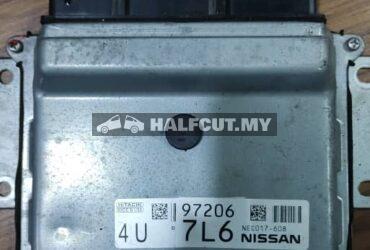 HALFCUT.MY
HITACHI
97206
4U 7L6
NEC017-608
NISSAN